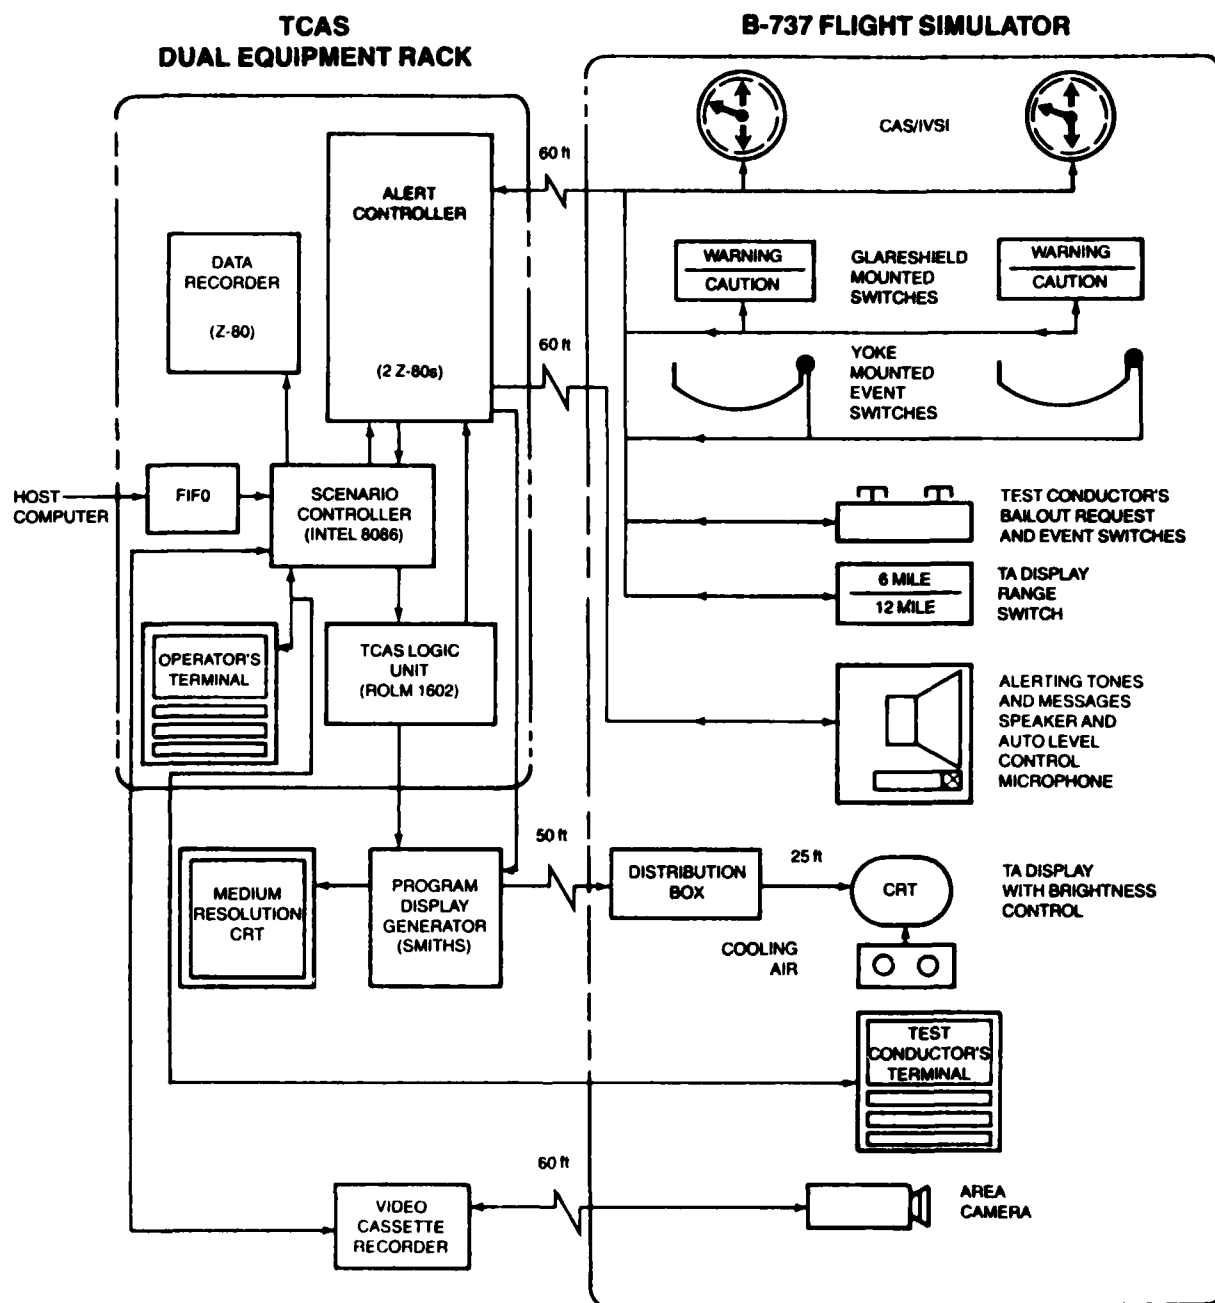 TCAS
DUAL EQUIPMENT RACK
B-737 FLIGHT SIMULATOR
ALERT
CONTROLLER
(2 Z-80s)
60 ft
CAS/IVSI
DATA
RECORDER
(Z-80)
WARNING
CAUTION
GLARESHIELD
MOUNTED
SWITCHES
WARNING
CAUTION
60 ft
YOKE
MOUNTED
EVENT
SWITCHES
HOST
COMPUTER
FIFO
SCENARIO
CONTROLLER
(INTEL 8086)
TEST CONDUCTOR'S
BAILOUT REQUEST
AND EVENT SWITCHES
6 MILE
12 MILE
TA DISPLAY
RANGE
SWITCH
OPERATOR'S
TERMINAL
TCAS LOGIC
UNIT
(ROLM 1602)
ALERTING TONES
AND MESSAGES
SPEAKER AND
AUTO LEVEL
CONTROL
MICROPHONE
MEDIUM
RESOLUTION
CRT
PROGRAM
DISPLAY
GENERATOR
(SMITHS)
50 ft
DISTRIBUTION
BOX
25 ft
CRT
TA DISPLAY
WITH BRIGHTNESS
CONTROL
COOLING
AIR
TEST
CONDUCTOR'S
TERMINAL
VIDEO
CASSETTE
RECORDER
60 ft
AREA
CAMERA